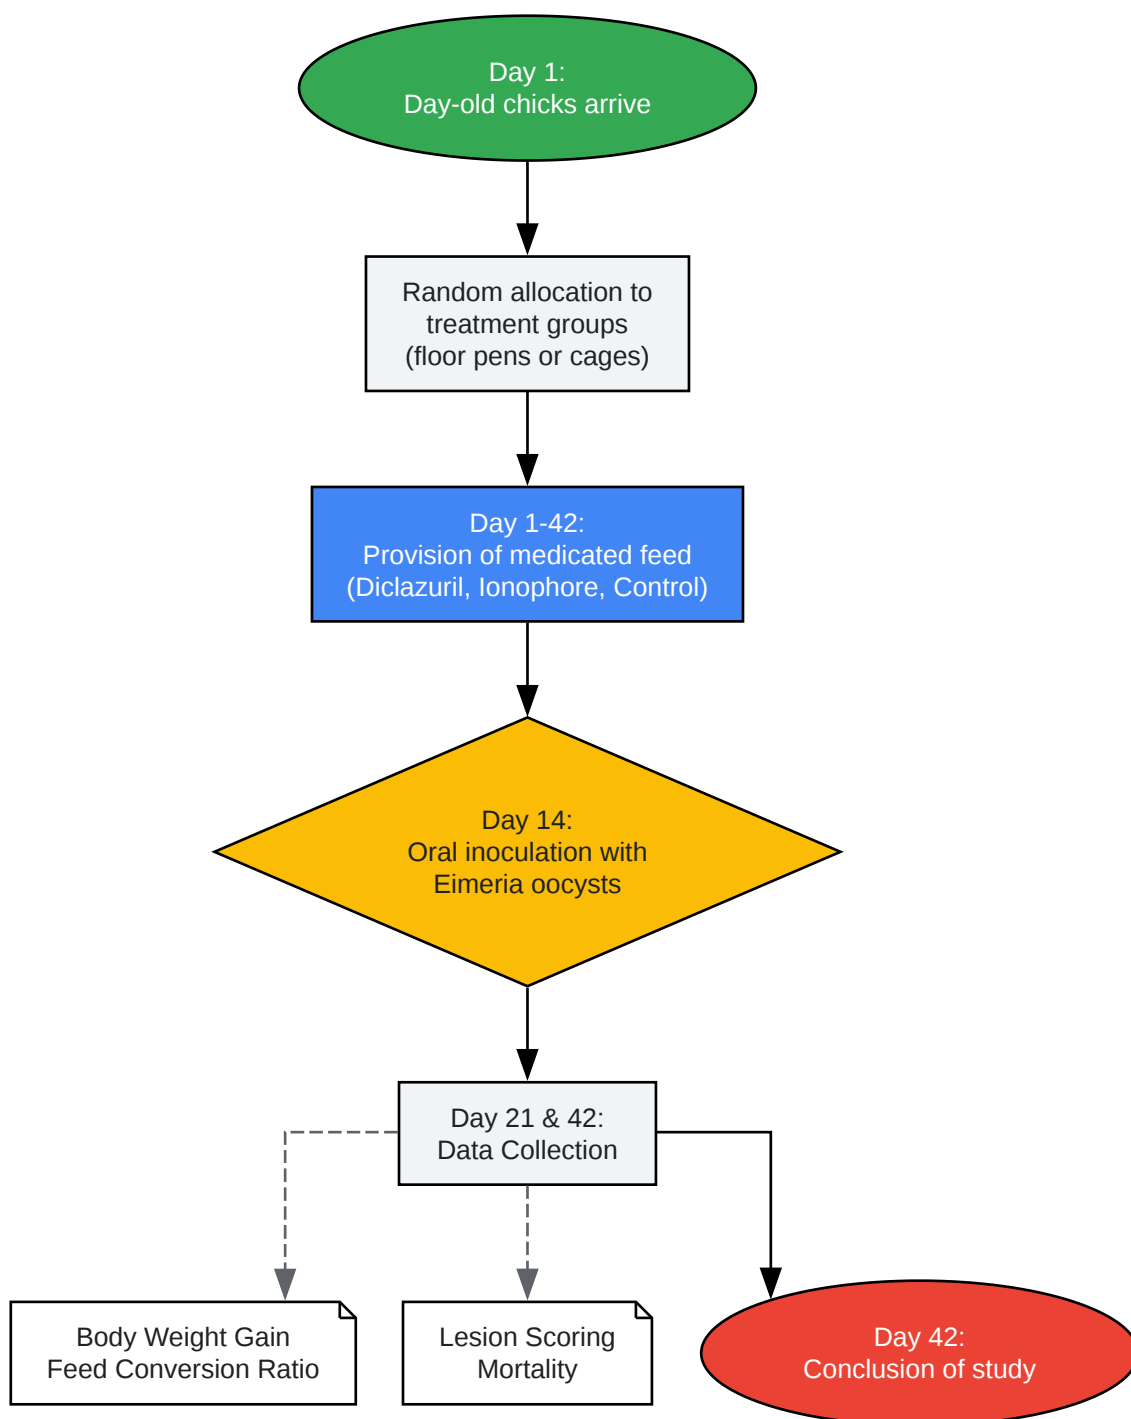 Day 1:
Day-old chicks arrive
Random allocation to
treatment groups
(floor pens or cages)
Day 1-42:
Provision of medicated feed
(Diclazuril, Ionophore, Control)
Day 14:
Oral inoculation with
Eimeria oocysts
Day 21 & 42:
Data Collection
Body Weight Gain
Feed Conversion Ratio
Lesion Scoring
Mortality
Day 42:
Conclusion of study